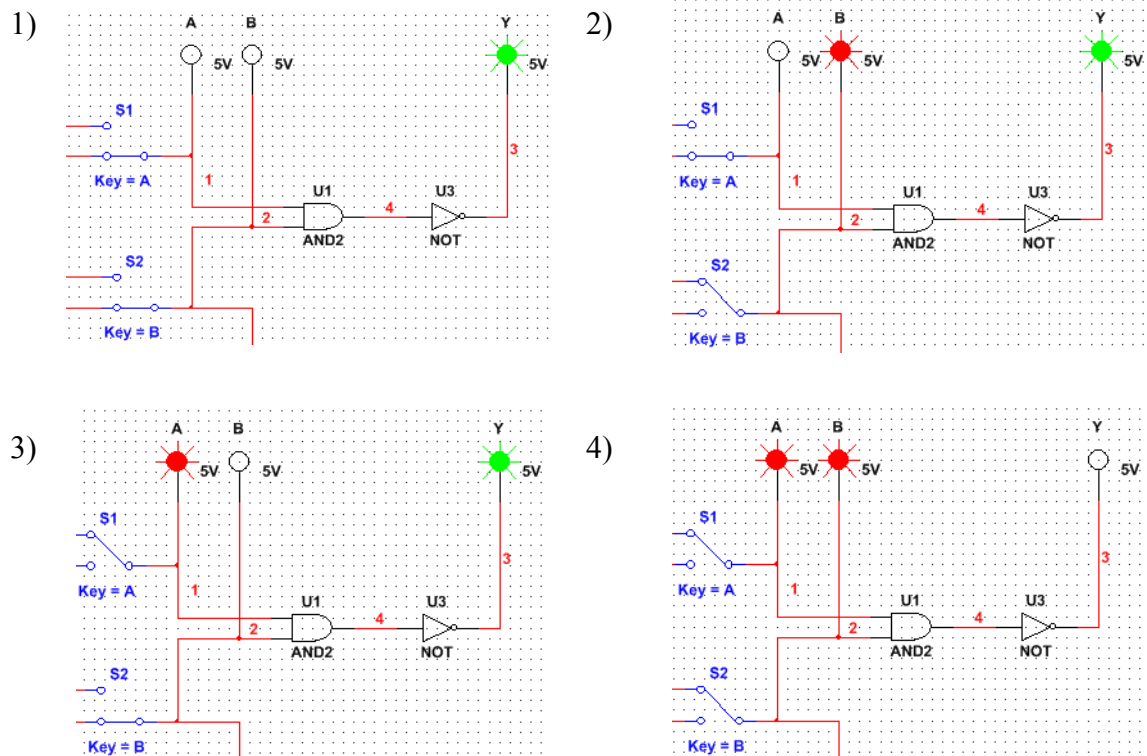 1)
A B Y
5V 5V 5V
S1
3
Key = A 1
U1 U3
2 4
AND2 NOT
S2
Key = B
2)
A B Y
5V 5V 5V
S1
3
Key = A 1
U1 U3
2 4
AND2 NOT
S2
Key = B
3)
A B Y
5V 5V 5V
S1
3
Key = A 1
U1 U3
2 4
AND2 NOT
S2
Key = B
4)
A B Y
5V 5V 5V
S1
3
Key = A 1
U1 U3
2 4
AND2 NOT
S2
Key = B